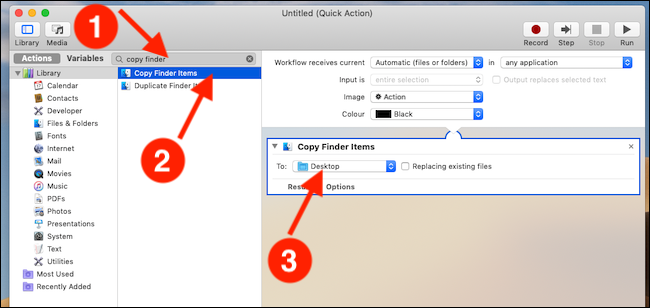 Untitled (Quick Action)
1
Library Media Record Step Stop Run
Actions Variables copy finder
Library
Calendar
Contacts
Developer
Files & Folders
Fonts
Internet
Mail
Movies
Music
PDFs
Photos
Presentations
System
Text
Utilities
Most Used
Recently Added
Copy Finder Items
Duplicate Finder
2
Workflow receives current Automatic (files or folders) in any application
Input is entire selection Output replaces selected text
Image Action
Colour Black
Copy Finder Items
To: Desktop Replacing existing files
Options
3